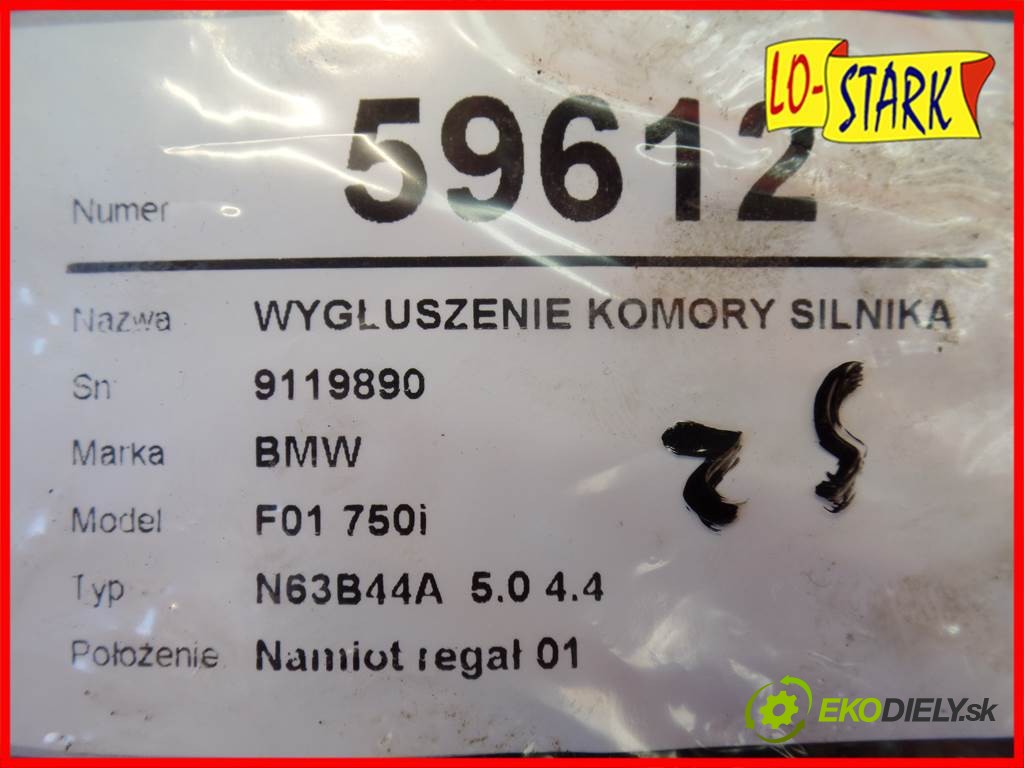 LO-STARK
Numer 59612
Nazwa WYGŁUSZENIE KOMORY SILNIKA
Sn 9119890
Marka BMW
Model F01 750i
Typ N63B44A 5.0 4.4
Położenie Namiot regał 01
EKODIELY.sk